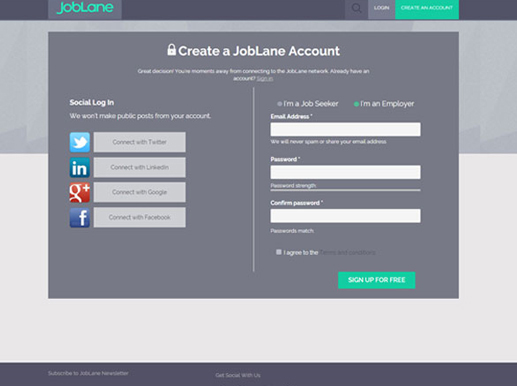 JobLane
LOGIN
CREATE AN ACCOUNT
Create a JobLane Account
Great decision! You're moments away from connecting to the JobLane network. Already have an
account? Sign in.
Social Log In
We won't make public posts from your account.
Connect with Twitter
Connect with LinkedIn
Connect with Google
Connect with Facebook
I'm a Job Seeker
I'm an Employer
Email Address *
We will never spam or share your email address
Password *
Password strength
Confirm password *
Passwords match.
I agree to the Terms and conditions
SIGN UP FOR FREE
Subscribe to JobLane Newsletter
Get Social With Us